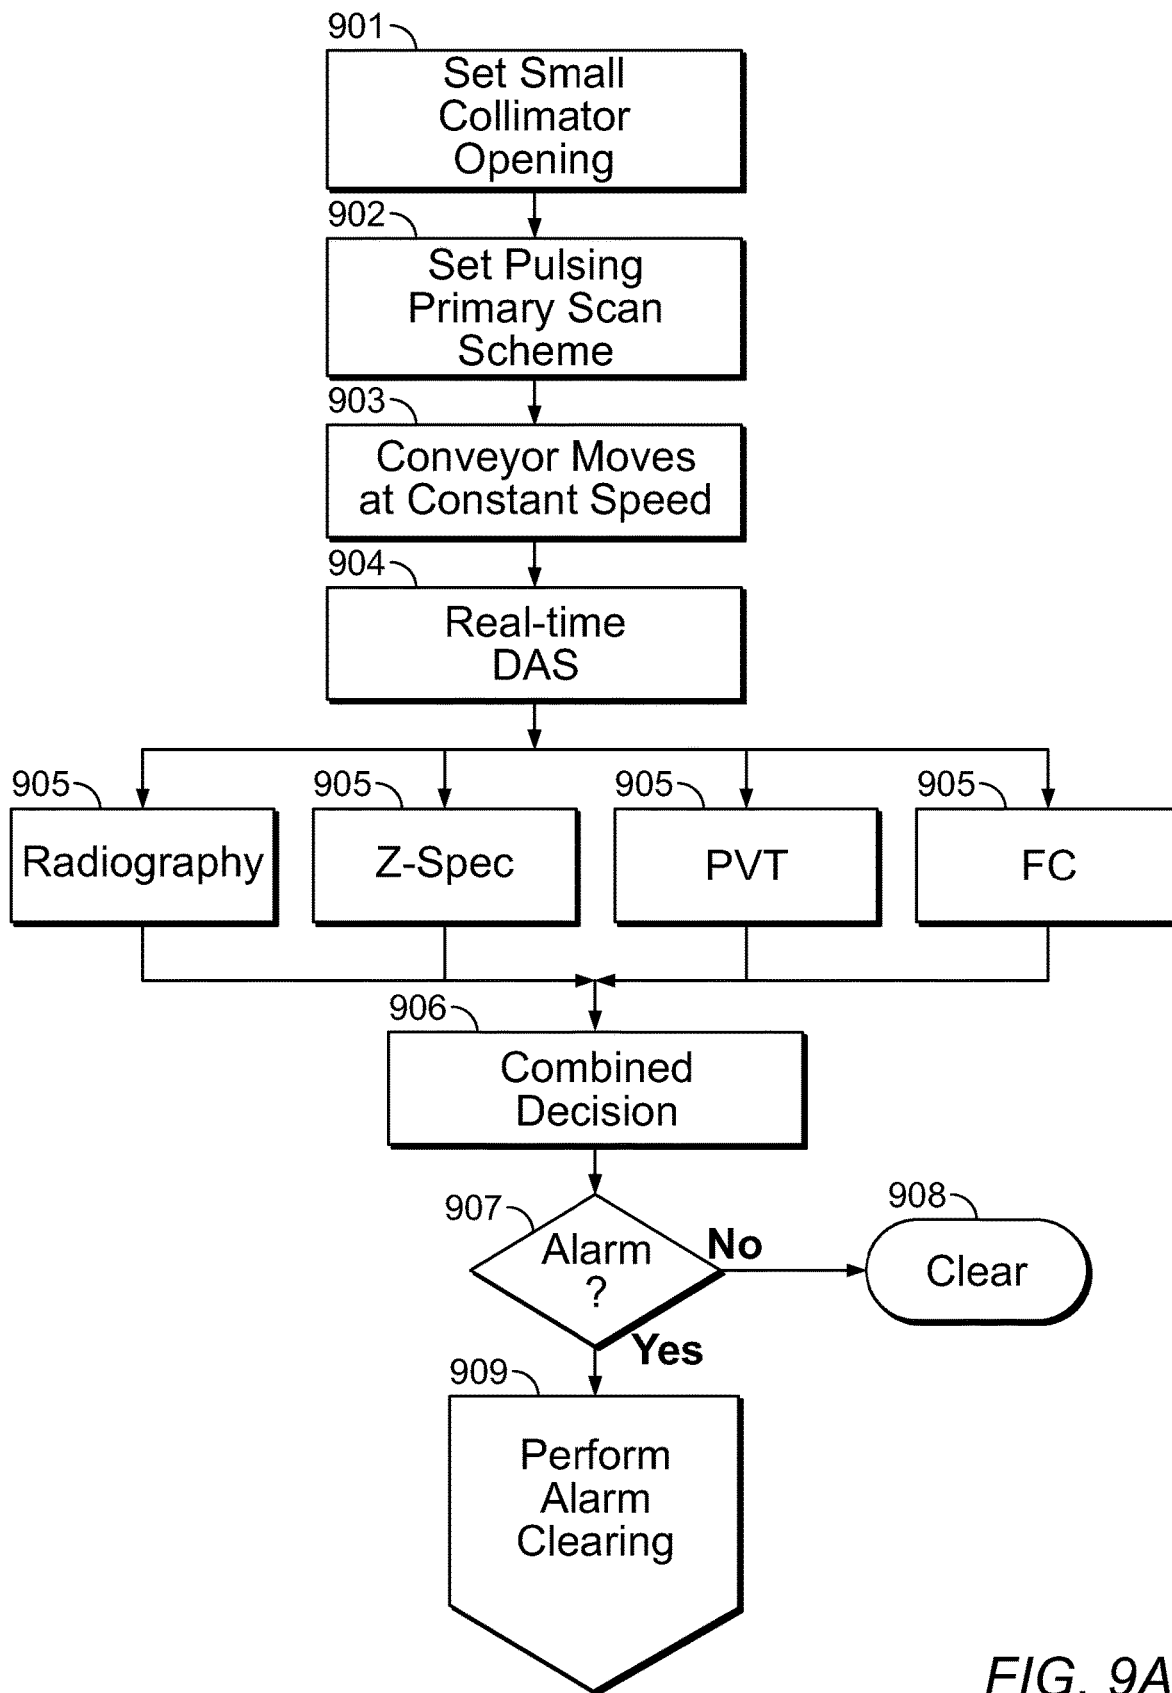 901
Set Small
Collimator
Opening
902
Set Pulsing
Primary Scan
Scheme
903
Conveyor Moves
at Constant Speed
904
Real-time
DAS
905
905
905
905
Radiography
Z-Spec
PVT
FC
906
Combined
Decision
907
Alarm
?
No
908
Clear
Yes
909
Perform
Alarm
Clearing
FIG. 9A